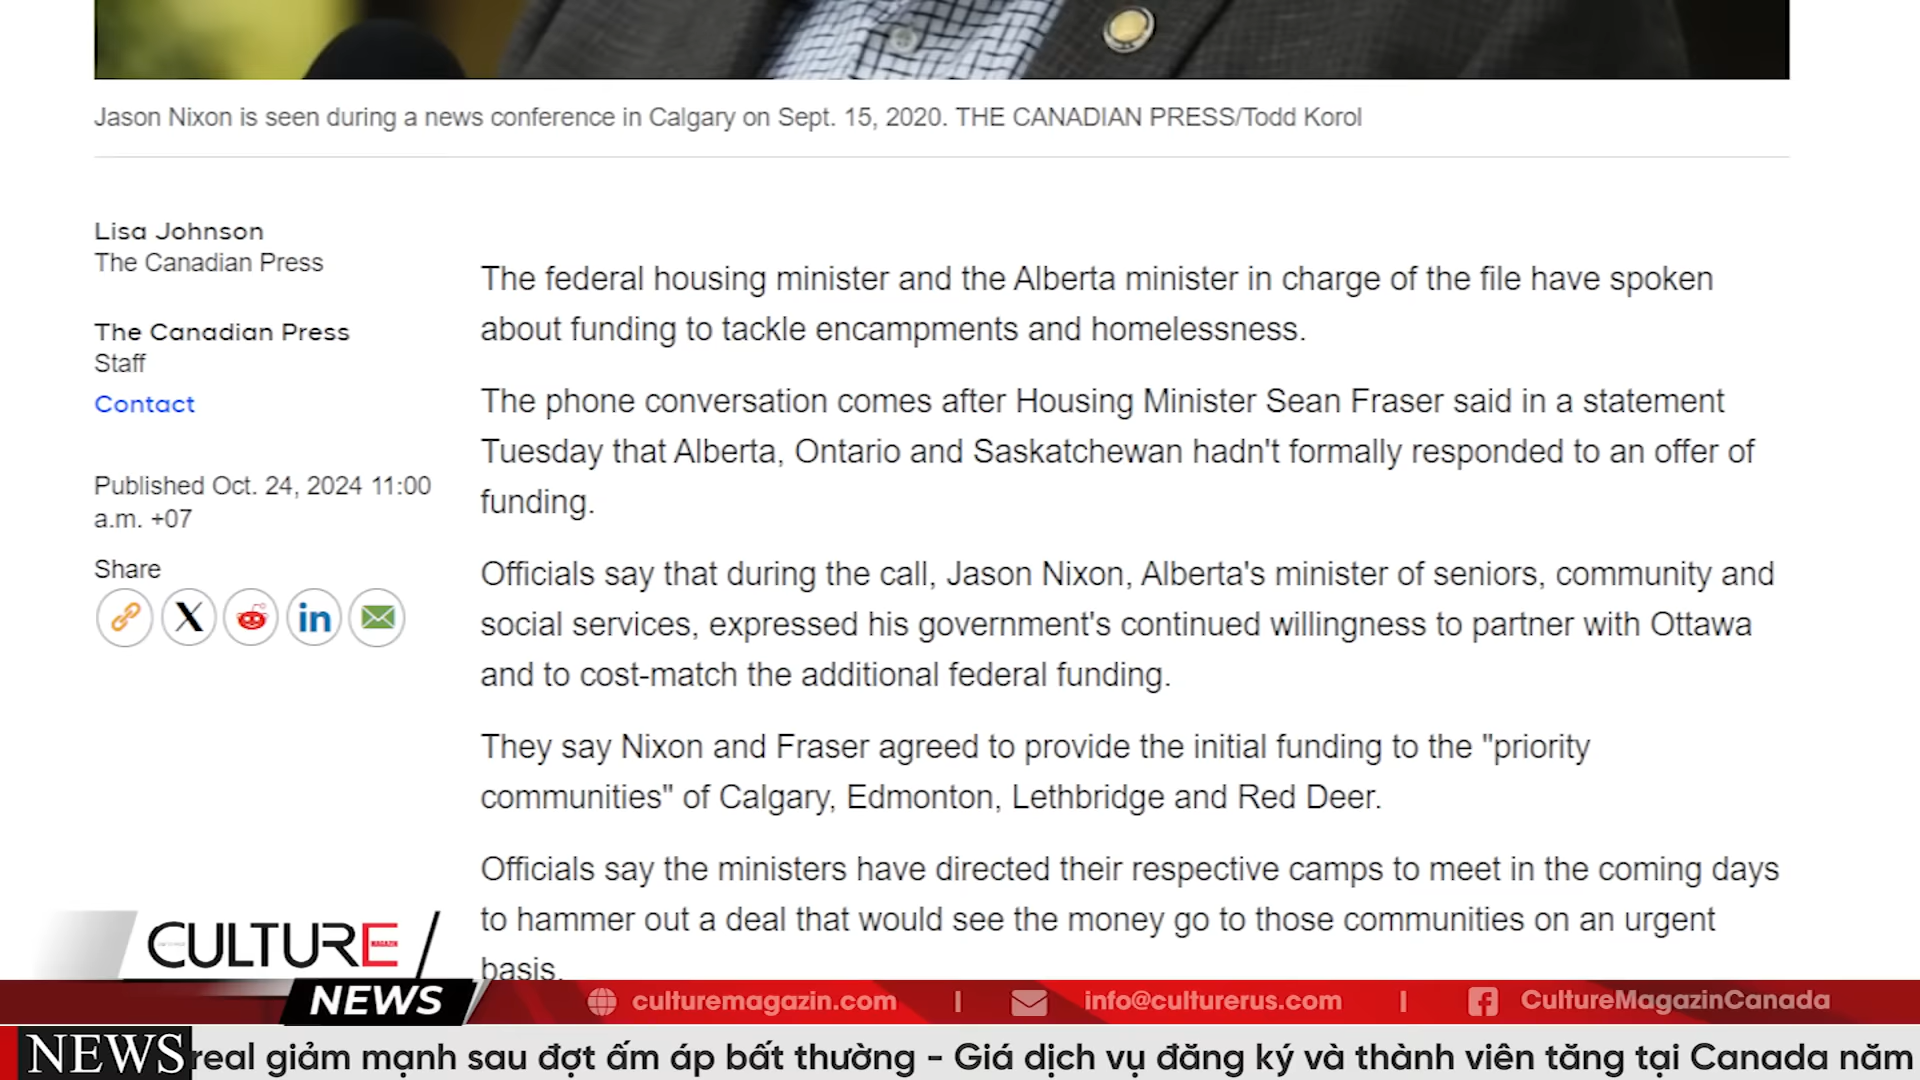 Jason Nixon is seen during a news conference in Calgary on Sept. 15, 2020. THE CANADIAN PRESS/Todd Korol
Lisa Johnson
The Canadian Press
The Canadian Press
Staff
Contact
Published Oct. 24, 2024 11:00
a.m. +07
Share
The federal housing minister and the Alberta minister in charge of the file have spoken
about funding to tackle encampments and homelessness.
The phone conversation comes after Housing Minister Sean Fraser said in a statement
Tuesday that Alberta, Ontario and Saskatchewan hadn't formally responded to an offer of
funding.
Officials say that during the call, Jason Nixon, Alberta's minister of seniors, community and
social services, expressed his government's continued willingness to partner with Ottawa
and to cost-match the additional federal funding.
They say Nixon and Fraser agreed to provide the initial funding to the "priority
communities" of Calgary, Edmonton, Lethbridge and Red Deer.
Officials say the ministers have directed their respective camps to meet in the coming days
to hammer out a deal that would see the money go to those communities on an urgent
basis.
CULTURE
MAGAZIN
NEWS
culturemagazin.com | info@culturerus.com | CultureMagazinCanada
NEWS real giảm mạnh sau đợt ấm áp bất thường - Giá dịch vụ đăng ký và thành viên tăng tại Canada năm